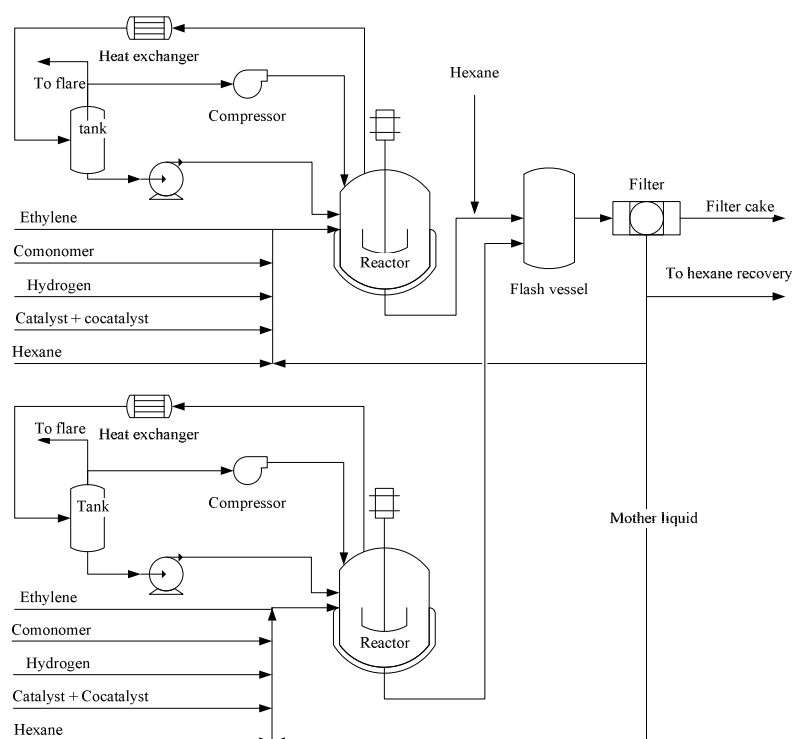 Heat exchanger
To flare
Compressor
tank
Hexane
Filter
Ethylene
Filter cake
Comonomer
Reactor
To hexane recovery
Hydrogen
Flash vessel
Catalyst + cocatalyst
Hexane
To flare
Heat exchanger
Compressor
Tank
Mother liquid
Ethylene
Comonomer
Reactor
Hydrogen
Catalyst + Cocatalyst
Hexane